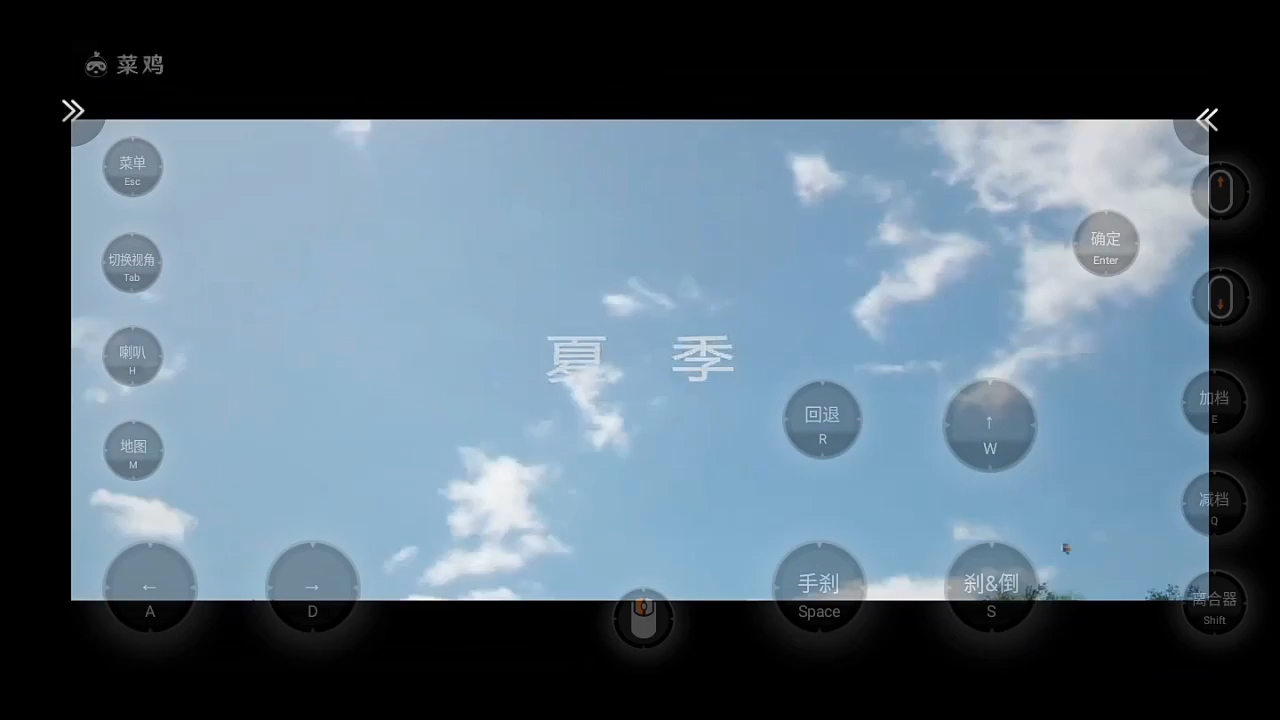 菜鸡
菜单
Esc
切换视角
Tab
确定
Enter
喇叭
H
夏 季
回退
R
↑
W
加档
E
地图
M
减档
Q
←
A
→
D
手刹
Space
刹&倒
S
离合器
Shift